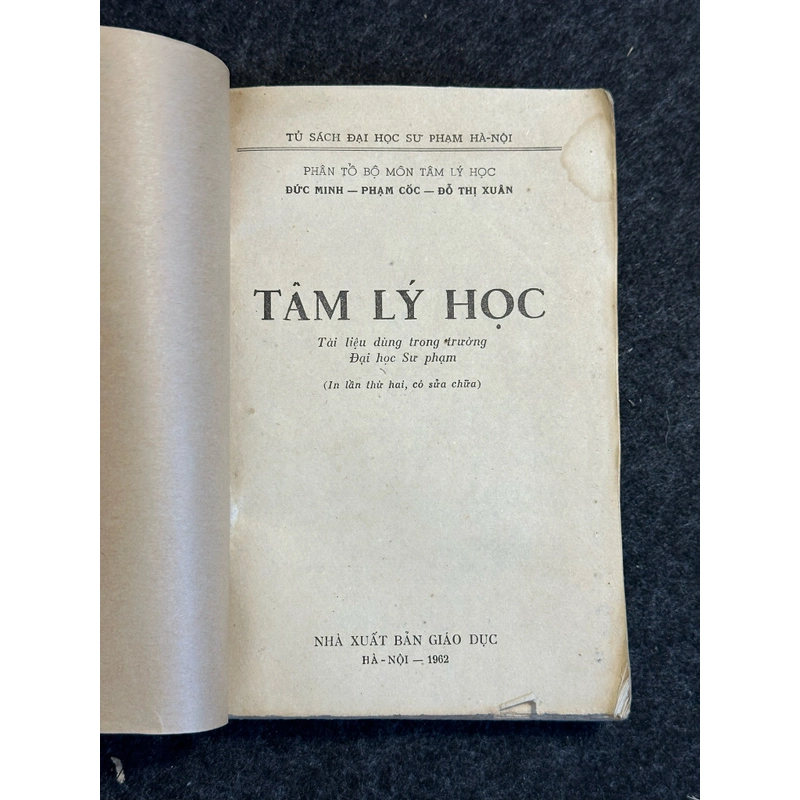 TỦ SÁCH ĐẠI HỌC SƯ PHẠM HÀ-NỘI
PHÂN TỔ BỘ MÔN TÂM LÝ HỌC
ĐỨC MINH — PHẠM CỐC — ĐỖ THỊ XUÂN
TÂM LÝ HỌC
Tài liệu dùng trong trường
Đại học Sư phạm
(In lần thứ hai, có sửa chữa)
NHÀ XUẤT BẢN GIÁO DỤC
HÀ-NỘI — 1962